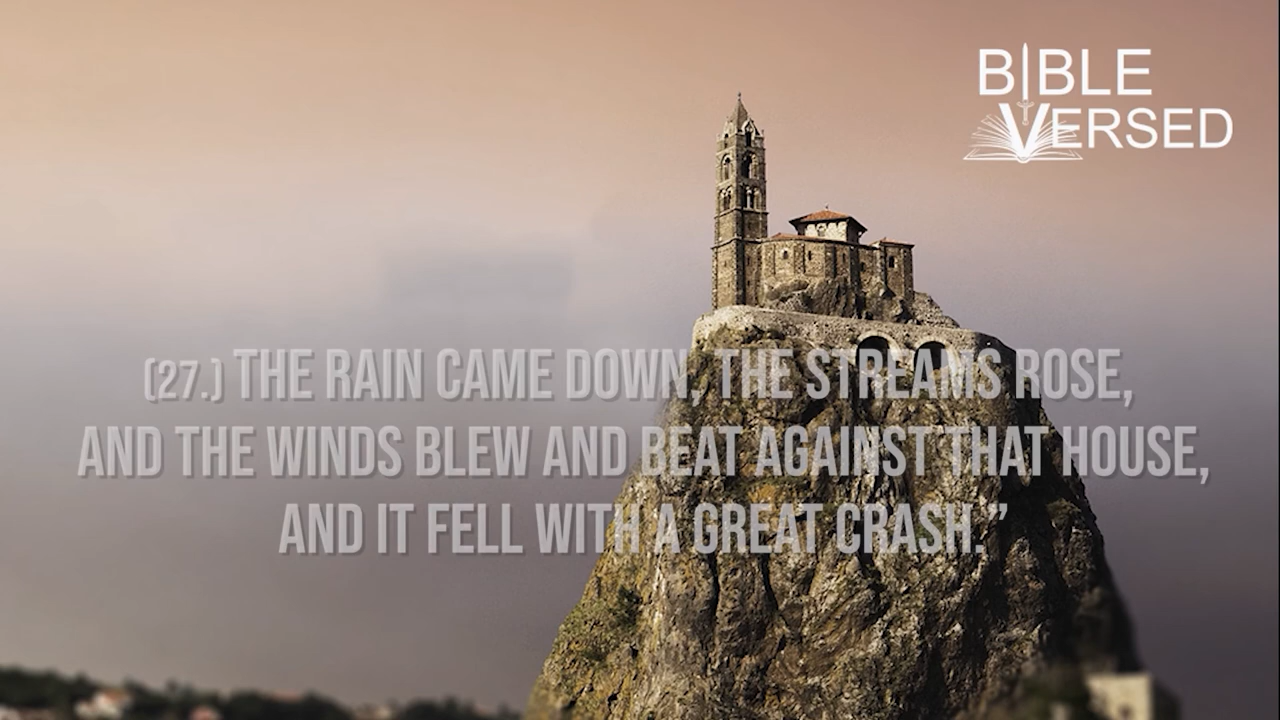 BIBLE
VERSED
(27.) THE RAIN CAME DOWN, THE STREAMS ROSE,
AND THE WINDS BLEW AND BEAT AGAINST THAT HOUSE,
AND IT FELL WITH A GREAT CRASH.”